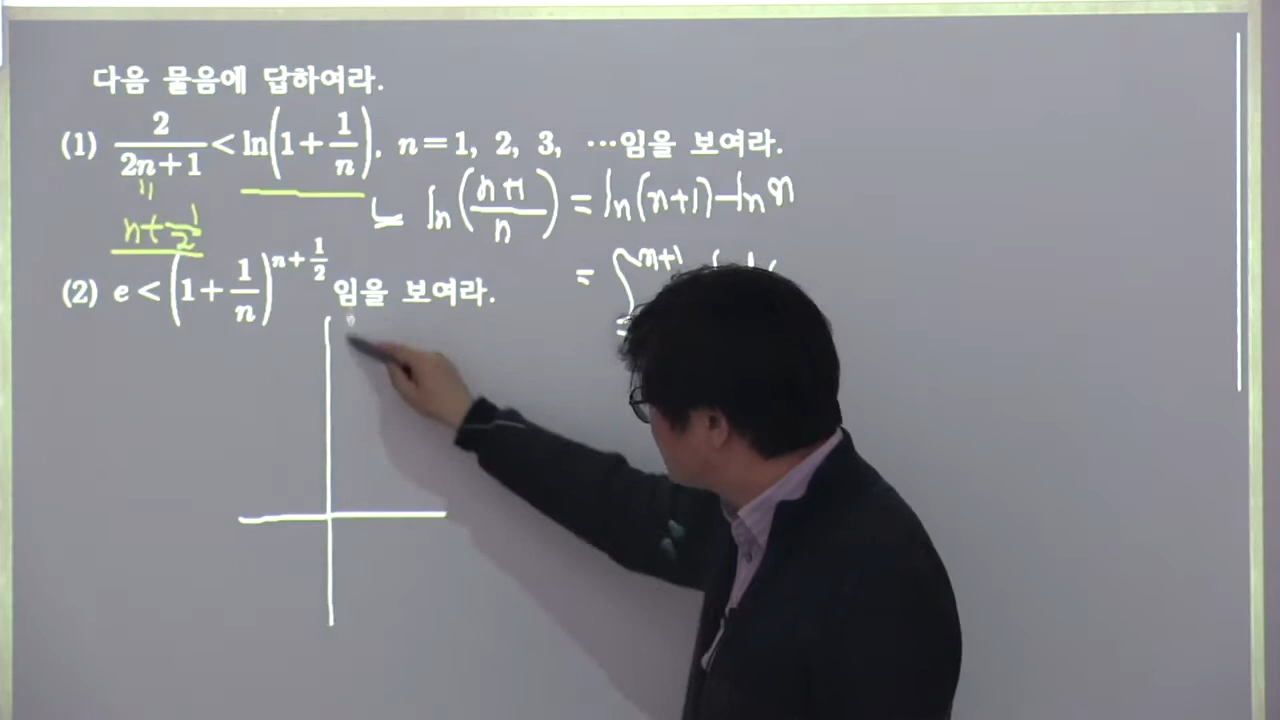 다음 물음에 답하여라.
(1) 2/(2n+1) < ln(1+1/n), n=1, 2, 3, ⋯임을 보여라.
ln((n+1)/n) = ln(n+1)-ln n
n+1/2
= ∫ n+1
(2) e < (1+1/n)^(n+1/2) 임을 보여라.